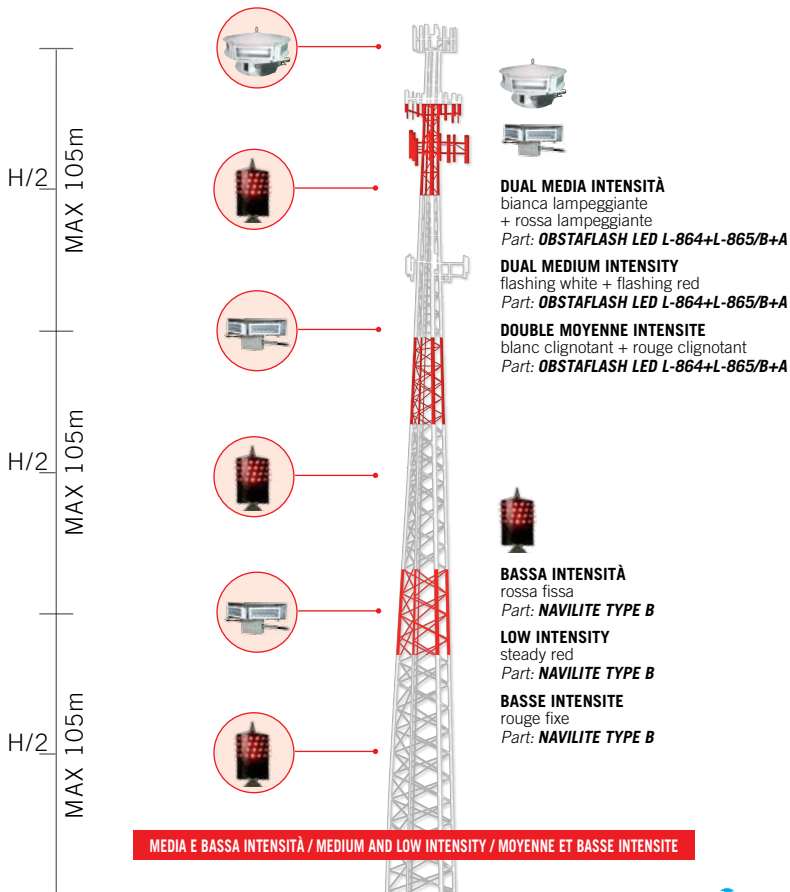 H/2
MAX 105m
H/2
MAX 105m
H/2
MAX 105m
DUAL MEDIA INTENSITÀ
bianca lampeggiante
+ rossa lampeggiante
Part: OBSTAFLASH LED L-864+L-865/B+A
DUAL MEDIUM INTENSITY
flashing white + flashing red
Part: OBSTAFLASH LED L-864+L-865/B+A
DOUBLE MOYENNE INTENSITE
blanc clignotant + rouge clignotant
Part: OBSTAFLASH LED L-864+L-865/B+A
BASSA INTENSITÀ
rossa fissa
Part: NAVILITE TYPE B
LOW INTENSITY
steady red
Part: NAVILITE TYPE B
BASSE INTENSITE
rouge fixe
Part: NAVILITE TYPE B
MEDIA E BASSA INTENSITÀ / MEDIUM AND LOW INTENSITY / MOYENNE ET BASSE INTENSITE